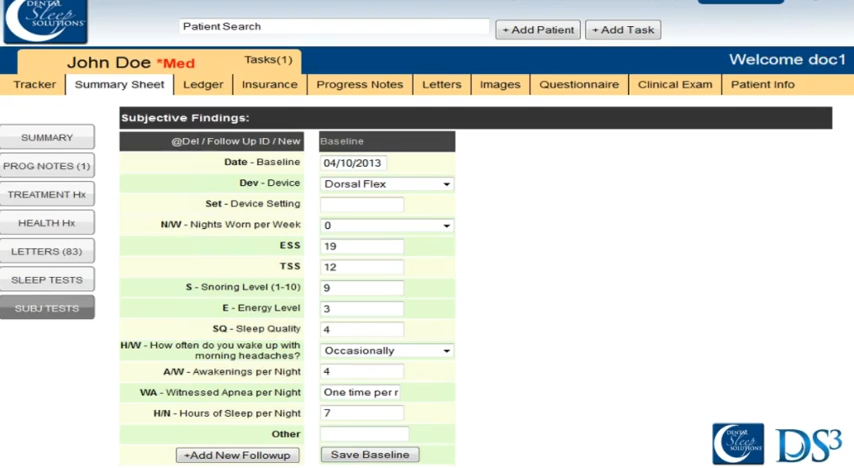 DENTAL
Sleep
SOLUTIONS
Patient Search
+ Add Patient + Add Task
John Doe *Med Tasks(1) Welcome doc1
Tracker Summary Sheet Ledger Insurance Progress Notes Letters Images Questionnaire Clinical Exam Patient Info
Subjective Findings:
SUMMARY
PROG NOTES (1)
TREATMENT Hx
HEALTH Hx
LETTERS (83)
SLEEP TESTS
SUBJ TESTS
@Del / Follow Up ID / New Baseline
Date - Baseline 04/10/2013
Dev - Device Dorsal Flex
Set - Device Setting
N/W - Nights Worn per Week 0
ESS 19
TSS 12
S - Snoring Level (1-10) 9
E - Energy Level 3
SQ - Sleep Quality 4
H/W - How often do you wake up with
morning headaches? Occasionally
A/W - Awakenings per Night 4
WA - Witnessed Apnea per Night One time per r
H/N - Hours of Sleep per Night 7
Other
+Add New Followup Save Baseline
DENTAL
Sleep
SOLUTIONS
DS3